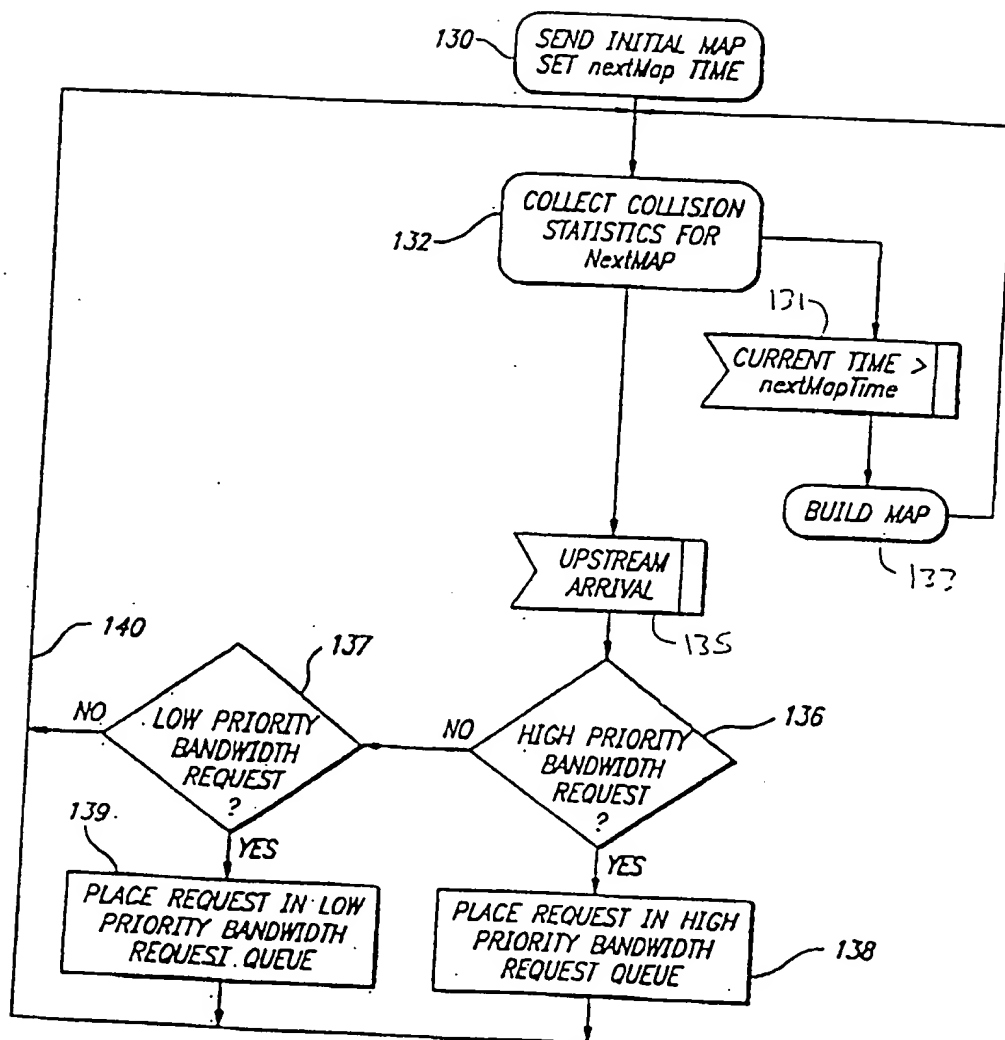 130
SEND INITIAL MAP
SET nextMap TIME
COLLECT COLLISION
STATISTICS FOR
NextMAP
132
131
CURRENT TIME >
nextMapTime
BUILD MAP
133
UPSTREAM
ARRIVAL
135
140
137
NO
LOW PRIORITY
BANDWIDTH
REQUEST
?
NO
HIGH PRIORITY
BANDWIDTH
REQUEST
?
136
139.
YES
YES
PLACE REQUEST IN LOW
PRIORITY BANDWIDTH
REQUEST QUEUE
PLACE REQUEST IN HIGH
PRIORITY BANDWIDTH
REQUEST QUEUE
138